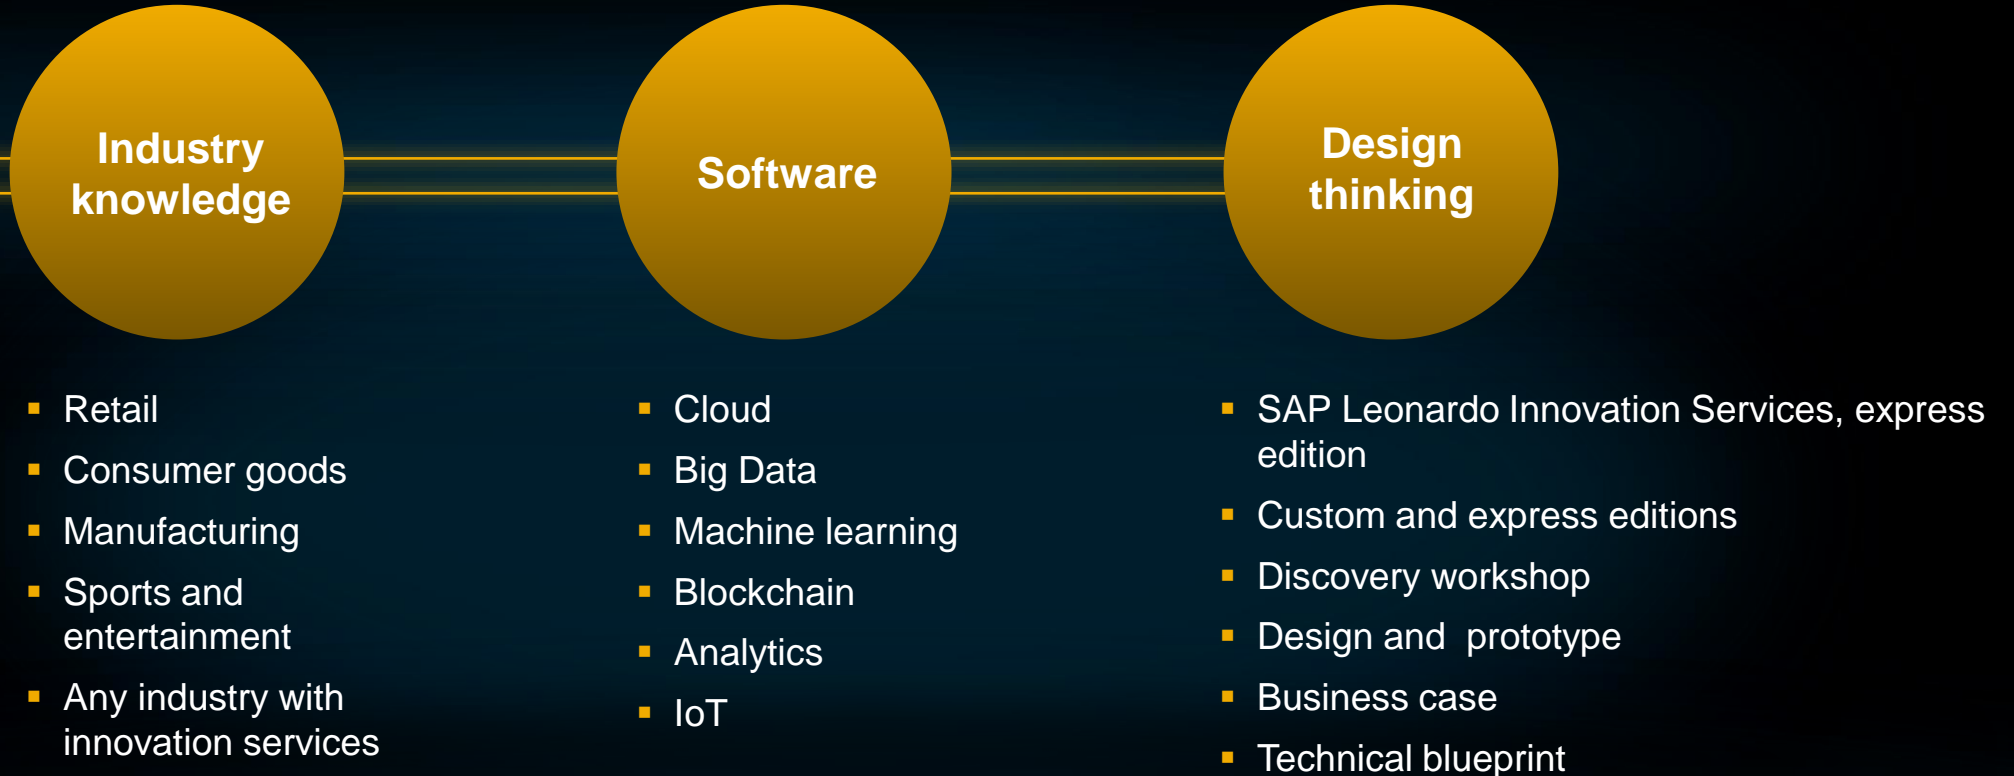 Industry
knowledge
Software
Design
thinking
▪ Retail
▪ Consumer goods
▪ Manufacturing
▪ Sports and
entertainment
▪ Any industry with
innovation services
▪ Cloud
▪ Big Data
▪ Machine learning
▪ Blockchain
▪ Analytics
▪ IoT
▪ SAP Leonardo Innovation Services, express
edition
▪ Custom and express editions
▪ Discovery workshop
▪ Design and  prototype
▪ Business case
▪ Technical blueprint